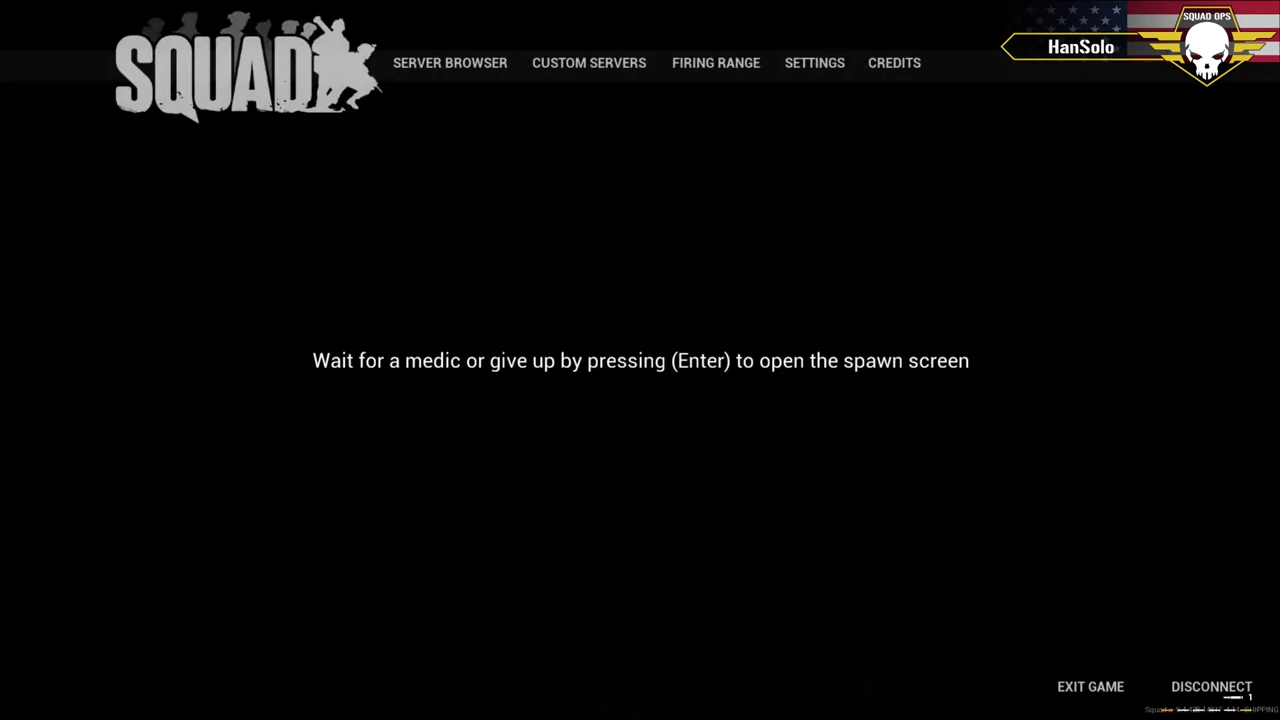 SQUAD
SERVER BROWSER
CUSTOM SERVERS
FIRING RANGE
SETTINGS
CREDITS
HanSolo
SQUAD OPS
Wait for a medic or give up by pressing (Enter) to open the spawn screen
EXIT GAME
DISCONNECT
1